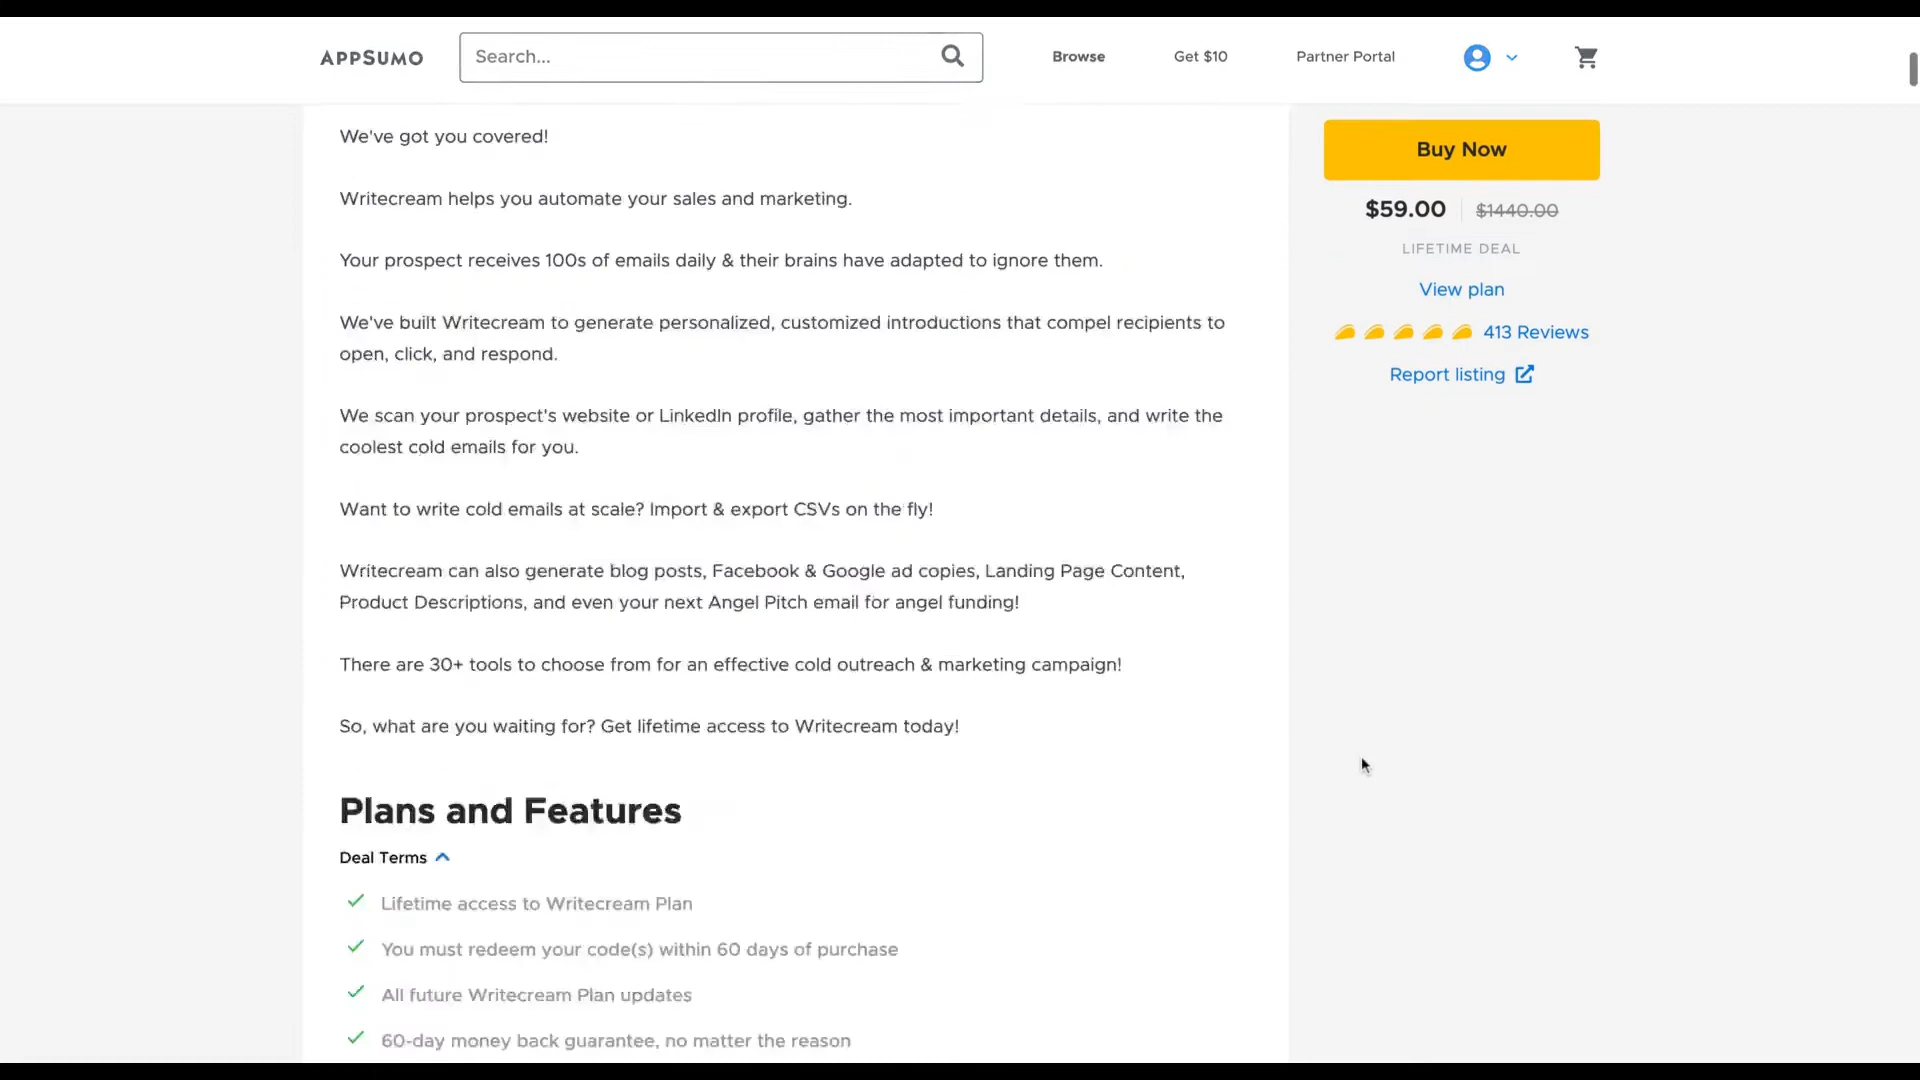 APPSUMO
Search...
Browse
Get $10
Partner Portal
We've got you covered!
Writecream helps you automate your sales and marketing.
Your prospect receives 100s of emails daily & their brains have adapted to ignore them.
We've built Writecream to generate personalized, customized introductions that compel recipients to
open, click, and respond.
We scan your prospect's website or LinkedIn profile, gather the most important details, and write the
coolest cold emails for you.
Want to write cold emails at scale? Import & export CSVs on the fly!
Writecream can also generate blog posts, Facebook & Google ad copies, Landing Page Content,
Product Descriptions, and even your next Angel Pitch email for angel funding!
There are 30+ tools to choose from for an effective cold outreach & marketing campaign!
So, what are you waiting for? Get lifetime access to Writecream today!
Plans and Features
Deal Terms
Lifetime access to Writecream Plan
You must redeem your code(s) within 60 days of purchase
All future Writecream Plan updates
60-day money back guarantee, no matter the reason
Buy Now
$59.00 $1440.00
LIFETIME DEAL
View plan
413 Reviews
Report listing